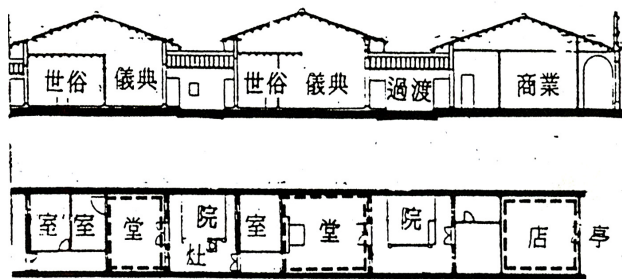 世俗 儀典 世俗 儀典 過渡 商業
室 室 堂 院 室 堂 院 店 亭
灶